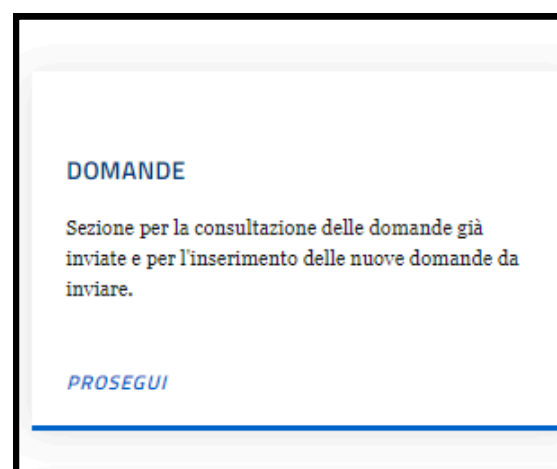 DOMANDE
Sezione per la consultazione delle domande già
inviate e per l'inserimento delle nuove domande da
inviare.
PROSEGUI